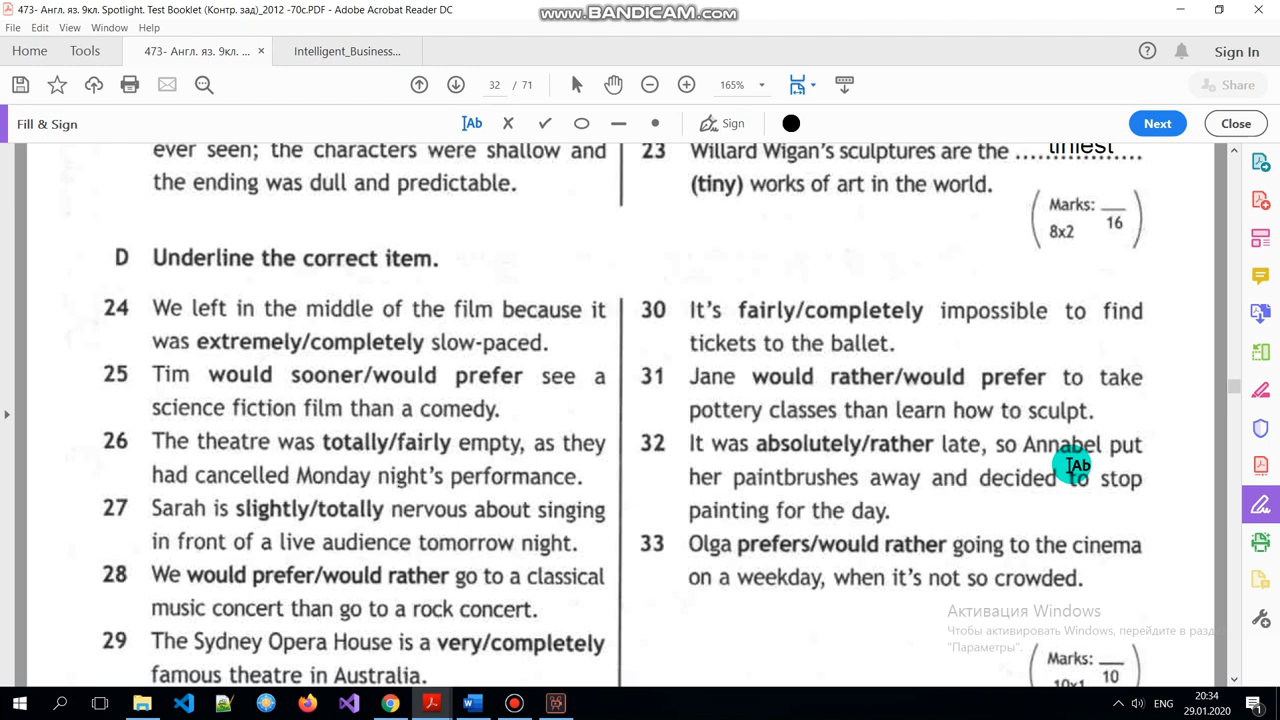 473- Англ. яз. 9кл. Spotlight. Test Booklet (Контр. зад)_2012 -70с.PDF - Adobe Acrobat Reader DC
WWW.BANDICAM.COM
File Edit View Window Help
Home Tools 473- Англ. яз. 9кл. ... × Intelligent_Business... Sign In
32 / 71 165% Share
Fill & Sign Ab Sign Next Close
ever seen; the characters were shallow and
the ending was dull and predictable.
23 Willard Wigan's sculptures are the tiniest
(tiny) works of art in the world.
Marks: __
8x2 16
D Underline the correct item.
24 We left in the middle of the film because it
was extremely/completely slow-paced.
25 Tim would sooner/would prefer see a
science fiction film than a comedy.
26 The theatre was totally/fairly empty, as they
had cancelled Monday night's performance.
27 Sarah is slightly/totally nervous about singing
in front of a live audience tomorrow night.
28 We would prefer/would rather go to a classical
music concert than go to a rock concert.
29 The Sydney Opera House is a very/completely
famous theatre in Australia.
30 It's fairly/completely impossible to find
tickets to the ballet.
31 Jane would rather/would prefer to take
pottery classes than learn how to sculpt.
32 It was absolutely/rather late, so Annabel put
her paintbrushes away and decided to stop
painting for the day.
33 Olga prefers/would rather going to the cinema
on a weekday, when it's not so crowded.
Marks: __
10x1 10
Ab
Активация Windows
Чтобы активировать Windows, перейдите в разд
"Параметры".
ENG 20:34
29.01.2020